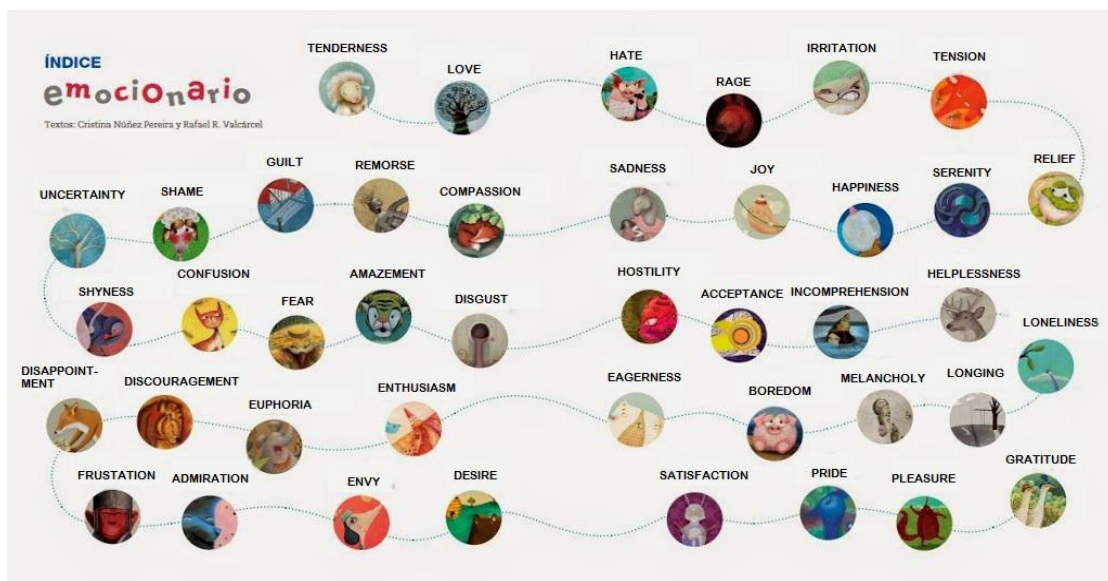 ÍNDICE
emocionario
Textos: Cristina Núñez Pereira y Rafael R. Valcárcel
TENDERNESS
LOVE
HATE
RAGE
IRRITATION
TENSION
RELIEF
SERENITY
HAPPINESS
JOY
SADNESS
COMPASSION
REMORSE
GUILT
SHAME
UNCERTAINTY
SHYNESS
CONFUSION
FEAR
AMAZEMENT
DISGUST
HOSTILITY
ACCEPTANCE
INCOMPREHENSION
HELPLESSNESS
LONELINESS
LONGING
MELANCHOLY
BOREDOM
EAGERNESS
ENTHUSIASM
EUPHORIA
DISCOURAGEMENT
DISAPPOINT-
MENT
FRUSTATION
ADMIRATION
ENVY
DESIRE
SATISFACTION
PRIDE
PLEASURE
GRATITUDE